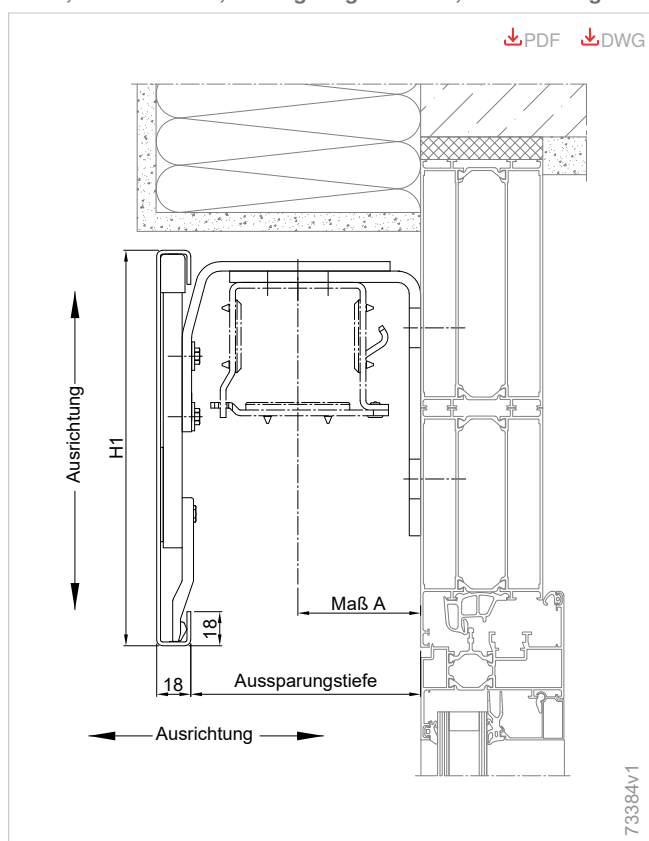 PDF DWG
Ausrichtung
H1
Maß A
18
18
Aussparungstiefe
Ausrichtung
73384v1